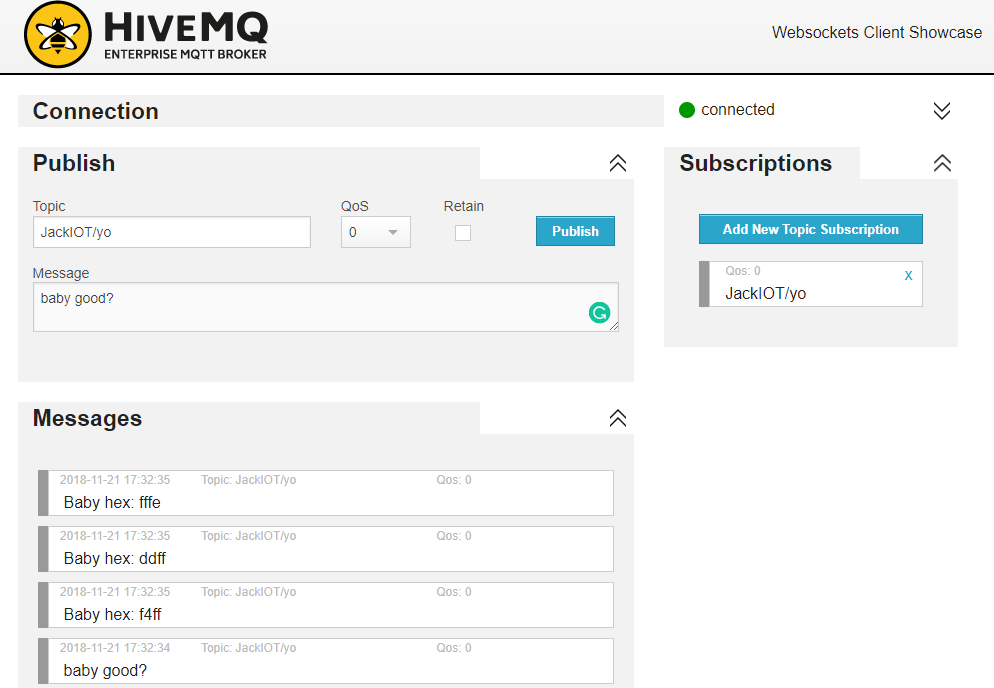 HIVEMQ
ENTERPRISE MQTT BROKER
Websockets Client Showcase
Connection
connected
Publish
Topic
QoS
Retain
JackIOT/yo
0
Publish
Message
baby good?
Subscriptions
Add New Topic Subscription
Qos: 0
x
JackIOT/yo
Messages
2018-11-21 17:32:35 Topic: JackIOT/yo Qos: 0
Baby hex: fffe
2018-11-21 17:32:35 Topic: JackIOT/yo Qos: 0
Baby hex: ddff
2018-11-21 17:32:35 Topic: JackIOT/yo Qos: 0
Baby hex: f4ff
2018-11-21 17:32:34 Topic: JackIOT/yo Qos: 0
baby good?